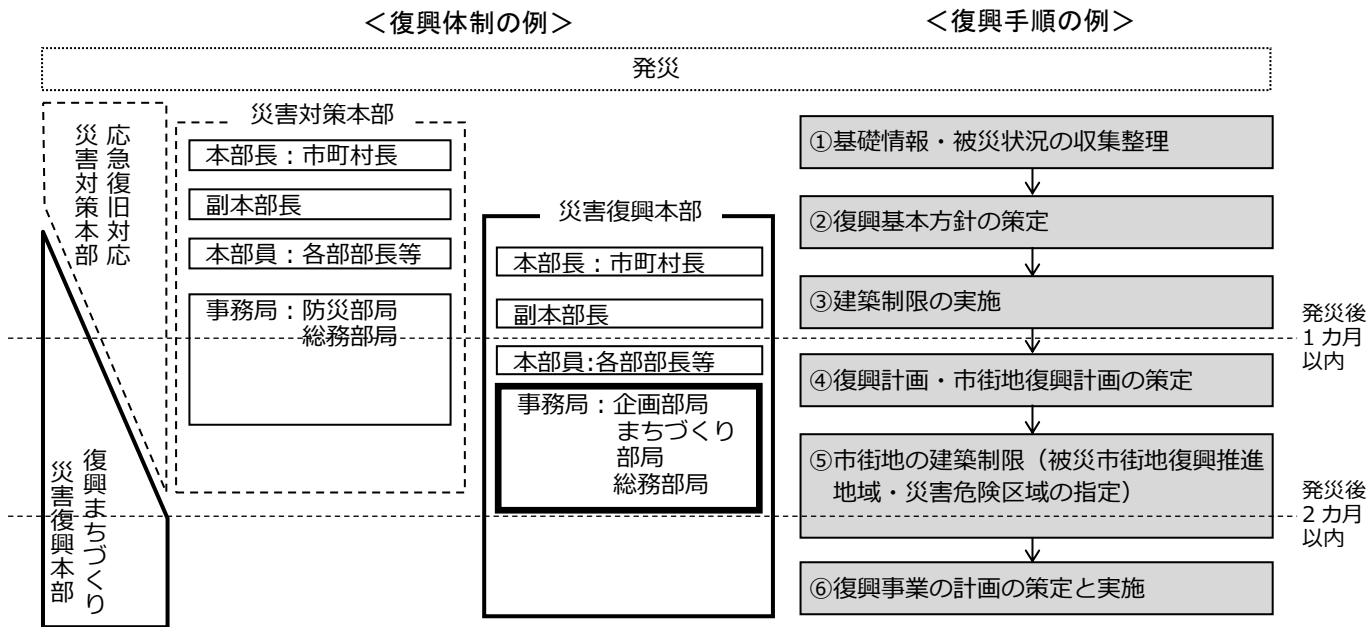 ＜復興体制の例＞
＜復興手順の例＞
発災
応急復旧対応
災害対策本部
復興まちづくり
災害復興本部
災害対策本部
本部長：市町村長
副本部長
本部員：各部部長等
事務局：防災部局
総務部局
災害復興本部
本部長：市町村長
副本部長
本部員:各部部長等
事務局：企画部局
まちづくり
部局
総務部局
①基礎情報・被災状況の収集整理
②復興基本方針の策定
③建築制限の実施
発災後
1カ月
以内
④復興計画・市街地復興計画の策定
⑤市街地の建築制限（被災市街地復興推進
地域・災害危険区域の指定）
発災後
2カ月
以内
⑥復興事業の計画の策定と実施